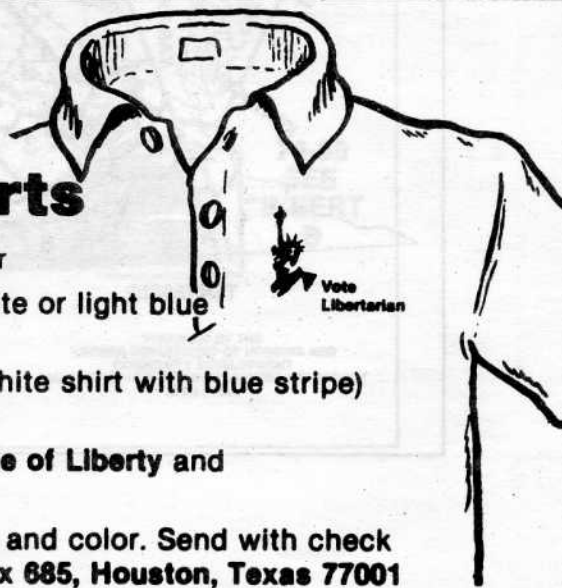 rts
r
te or light blue
Vote
Libertarian
hite shirt with blue stripe)
e of Liberty and
and color. Send with check
x 685, Houston, Texas 77001